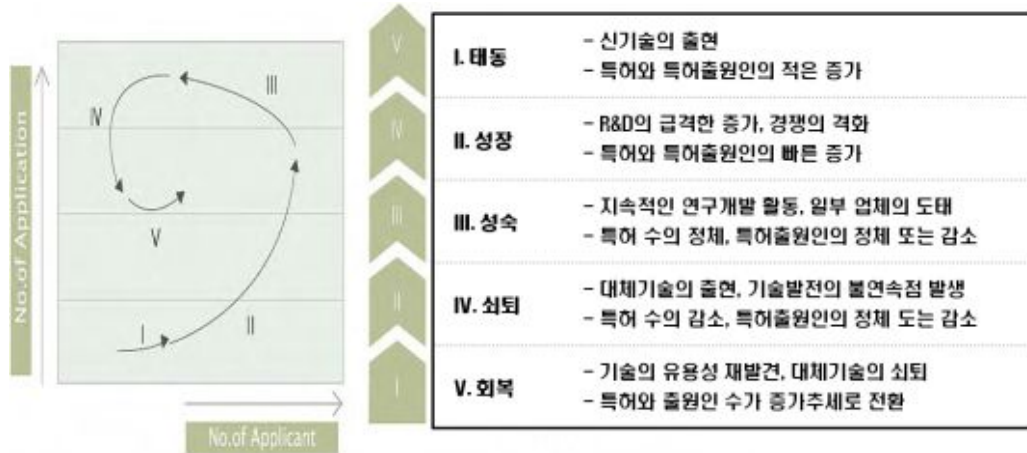 No.of Application
III
IV
V
I
II
No.of Applicant
V
IV
III
II
I
I. 태동
- 신기술의 출현
- 특허와 특허출원인의 적은 증가
II. 성장
- R&D의 급격한 증가, 경쟁의 격화
- 특허와 특허출원인의 빠른 증가
III. 성숙
- 지속적인 연구개발 활동, 일부 업체의 도태
- 특허 수의 정체, 특허출원인의 정체 또는 감소
IV. 쇠퇴
- 대체기술의 출현, 기술발전의 불연속점 발생
- 특허 수의 감소, 특허출원인의 정체 도는 감소
V. 회복
- 기술의 유용성 재발견, 대체기술의 쇠퇴
- 특허와 출원인 수가 증가추세로 전환